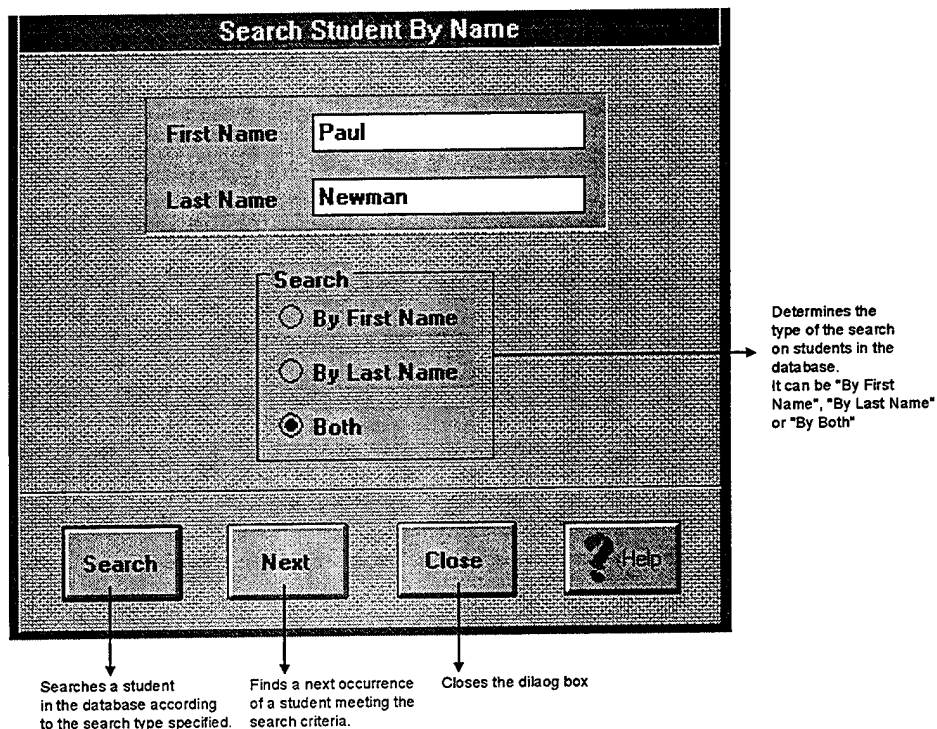 Search Student By Name
First Name
Paul
Last Name
Newman
Search
By First Name
By Last Name
Both
Determines the
type of the search
on students in the
database.
It can be "By First
Name", "By Last Name"
or "By Both"
Search
Next
Close
Help
Searches a student
in the database according
to the search type specified.
Finds a next occurrence
of a student meeting the
search criteria.
Closes the dilaog box